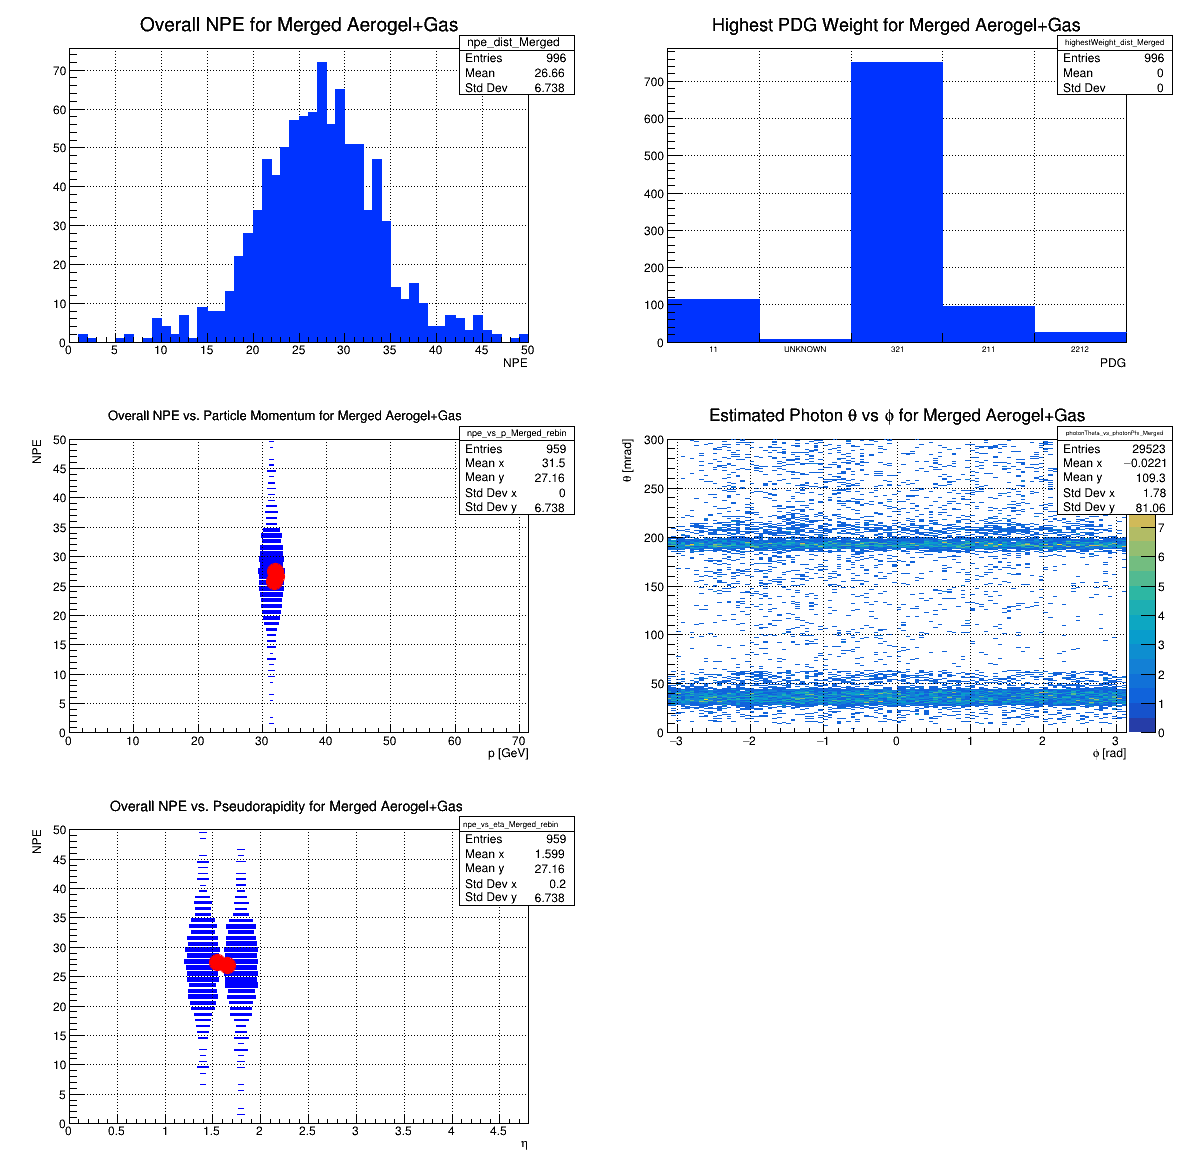 Overall NPE for Merged Aerogel+Gas
npe_dist_Merged
Entries 996
Mean 26.66
Std Dev 6.738
70
60
50
40
30
20
10
0
0 5 10 15 20 25 30 35 40 45 50
NPE
Highest PDG Weight for Merged Aerogel+Gas
highestWeight_dist_Merged
Entries 996
Mean 0
Std Dev 0
700
600
500
400
300
200
100
0
11 UNKNOWN 321 211 2212
PDG
Overall NPE vs. Particle Momentum for Merged Aerogel+Gas
npe_vs_p_Merged_rebin
Entries 959
Mean x 31.5
Mean y 27.16
Std Dev x 0
Std Dev y 6.738
NPE
50
45
40
35
30
25
20
15
10
5
0
0 10 20 30 40 50 60 70
p [GeV]
Estimated Photon θ vs ϕ for Merged Aerogel+Gas
photonTheta_vs_photonPhi_Merged
Entries 29523
Mean x −0.0221
Mean y 109.3
Std Dev x 1.78
Std Dev y 81.06
θ [mrad]
300
250
200
150
100
50
0
−3 −2 −1 0 1 2 3
ϕ [rad]
7
6
5
4
3
2
1
0
Overall NPE vs. Pseudorapidity for Merged Aerogel+Gas
npe_vs_eta_Merged_rebin
Entries 959
Mean x 1.599
Mean y 27.16
Std Dev x 0.2
Std Dev y 6.738
NPE
50
45
40
35
30
25
20
15
10
5
0
0 0.5 1 1.5 2 2.5 3 3.5 4 4.5
η